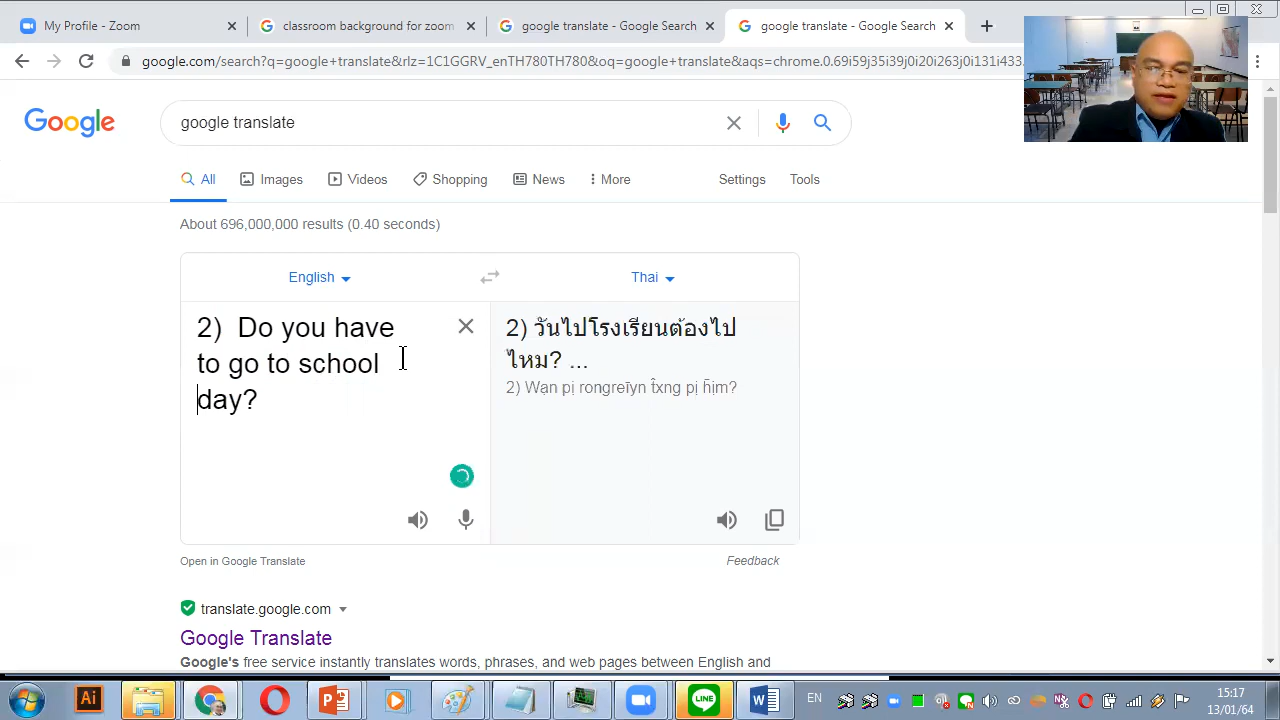 My Profile - Zoom
classroom background for zoom
google translate - Google Search
google translate - Google Search
google.com/search?q=google+translate&rlz=1C1GGRV_enTH780TH780&oq=google+translate&aqs=chrome.0.69i59j35i39j0i20i263j0i131i433
Google
google translate
All
Images
Videos
Shopping
News
More
Settings
Tools
About 696,000,000 results (0.40 seconds)
English
Thai
2) Do you have
to go to school
day?
2) วันไปโรงเรียนต้องไป
ไหม? ...
2) Wạn pị rongreīyn t̂xng pị h̄ịm?
Open in Google Translate
Feedback
translate.google.com
Google Translate
Google's free service instantly translates words, phrases, and web pages between English and
Ai
EN
15:17
13/01/64